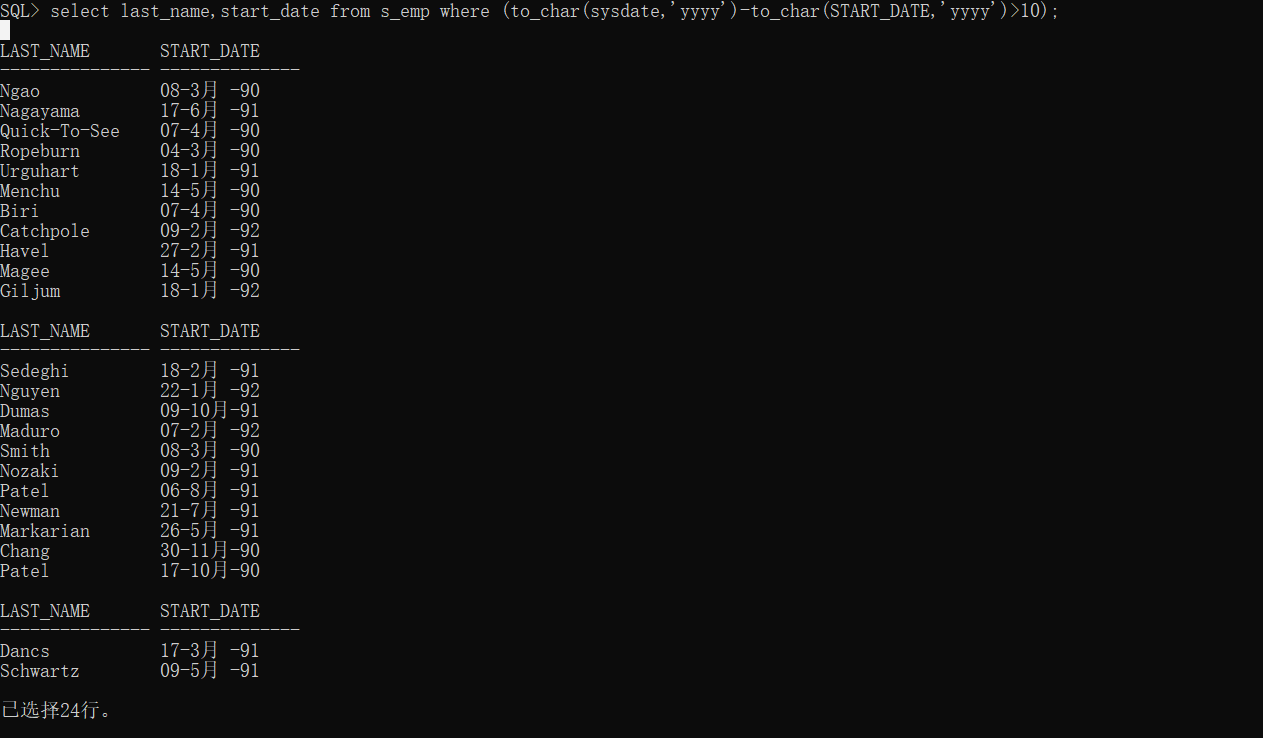 SQL> select last_name,start_date from s_emp where (to_char(sysdate,'yyyy')-to_char(START_DATE,'yyyy')>10);
LAST_NAME       START_DATE
--------------- --------------
Ngao            08-3月 -90
Nagayama        17-6月 -91
Quick-To-See    07-4月 -90
Ropeburn        04-3月 -90
Urguhart        18-1月 -91
Menchu          14-5月 -90
Biri            07-4月 -90
Catchpole       09-2月 -92
Havel           27-2月 -91
Magee           14-5月 -90
Giljum          18-1月 -92
LAST_NAME       START_DATE
--------------- --------------
Sedeghi         18-2月 -91
Nguyen          22-1月 -92
Dumas           09-10月-91
Maduro          07-2月 -92
Smith           08-3月 -90
Nozaki          09-2月 -91
Patel           06-8月 -91
Newman          21-7月 -91
Markarian       26-5月 -91
Chang           30-11月-90
Patel           17-10月-90
LAST_NAME       START_DATE
--------------- --------------
Dancs           17-3月 -91
Schwartz        09-5月 -91
已选择24行。